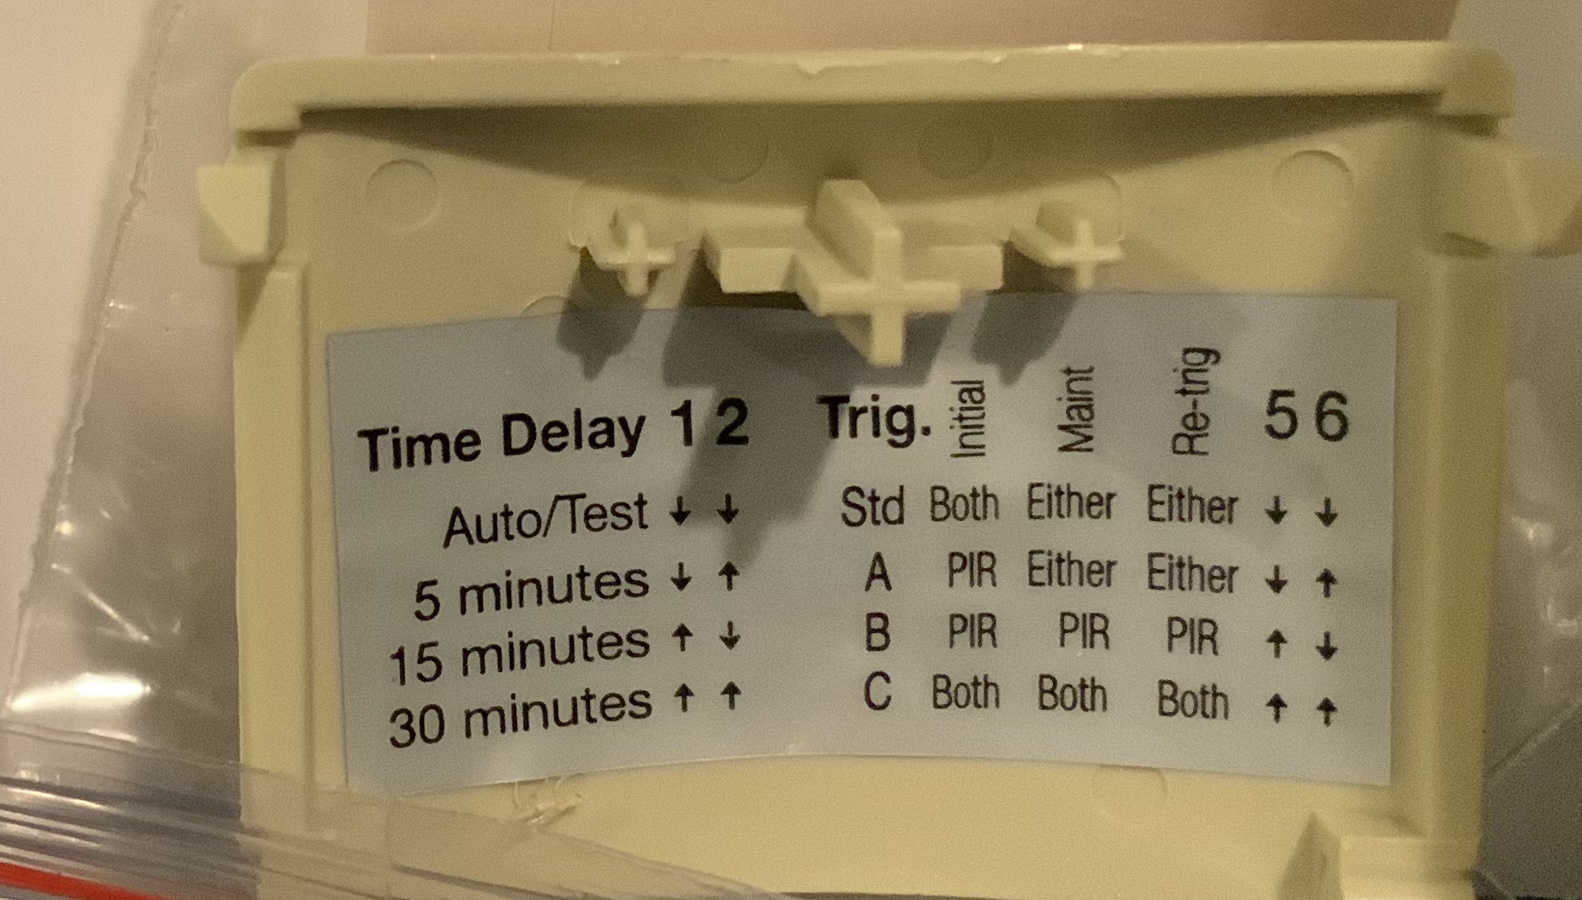 Time Delay 1 2 Trig. Initial Maint Re-trig 5 6
Auto/Test ↓ ↓ Std Both Either Either ↓ ↓
5 minutes ↓ ↑ A PIR Either Either ↓ ↑
15 minutes ↑ ↓ B PIR PIR PIR ↑ ↓
30 minutes ↑ ↑ C Both Both Both ↑ ↑